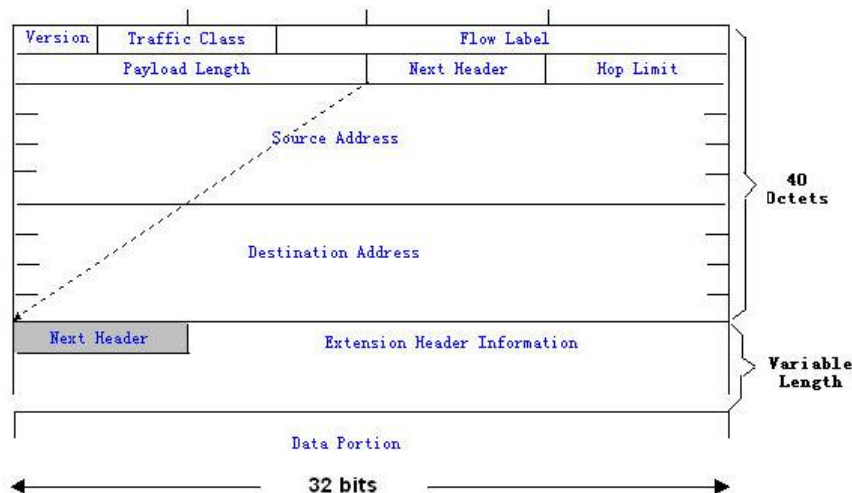 Version Traffic Class Flow Label
Payload Length Next Header Hop Limit
Source Address
40
Octets
Destination Address
Next Header Extension Header Information
Variable
Length
Data Portion
32 bits